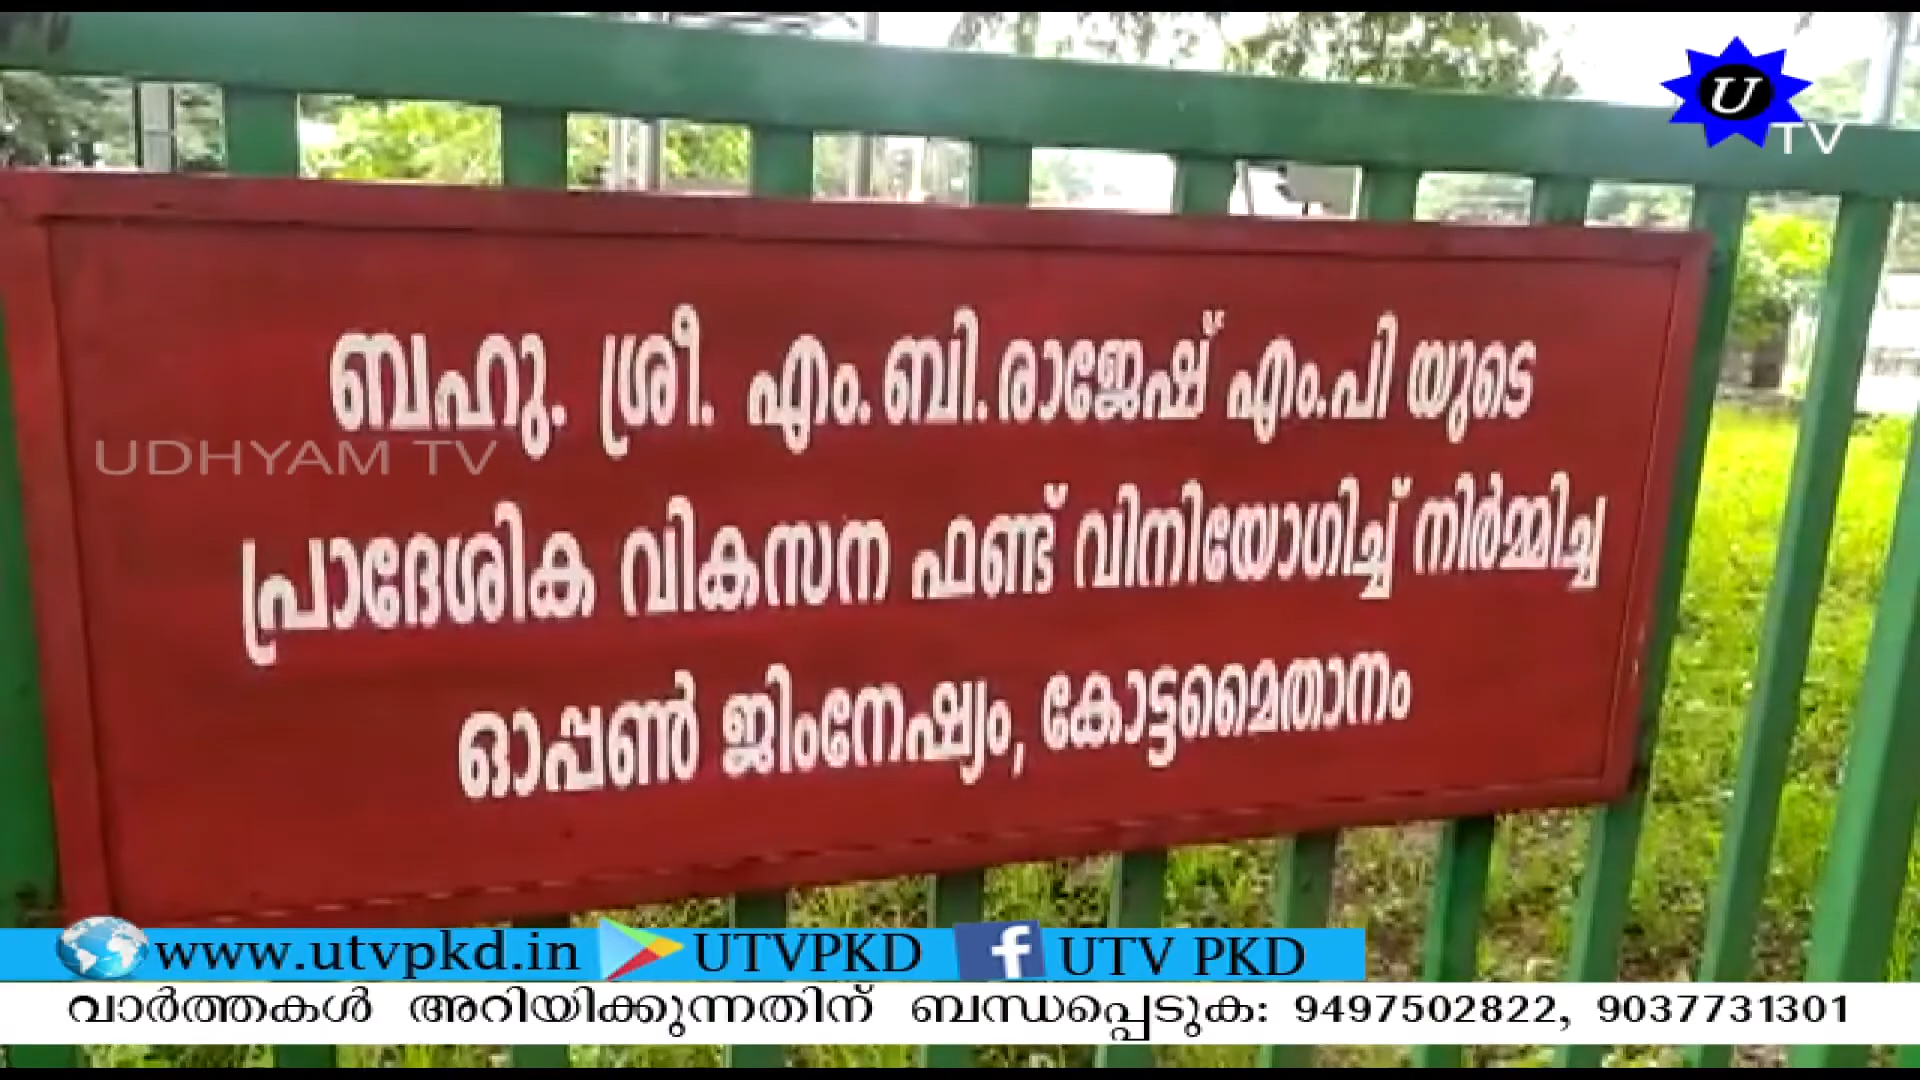 U
TV
ബഹു. ശ്രീ. എം.ബി.രാജേഷ് എം.പി യുടെ
UDHYAM TV
പ്രാദേശിക വികസന ഫണ്ട് വിനിയോഗിച്ച് നിർമ്മിച്ച
ഓപ്പൺ ജിംനേഷ്യം, കോട്ടമൈതാനം
www.utvpkd.in UTVPKD f UTV PKD
വാർത്തകൾ അറിയിക്കുന്നതിന് ബന്ധപ്പെടുക: 9497502822, 9037731301